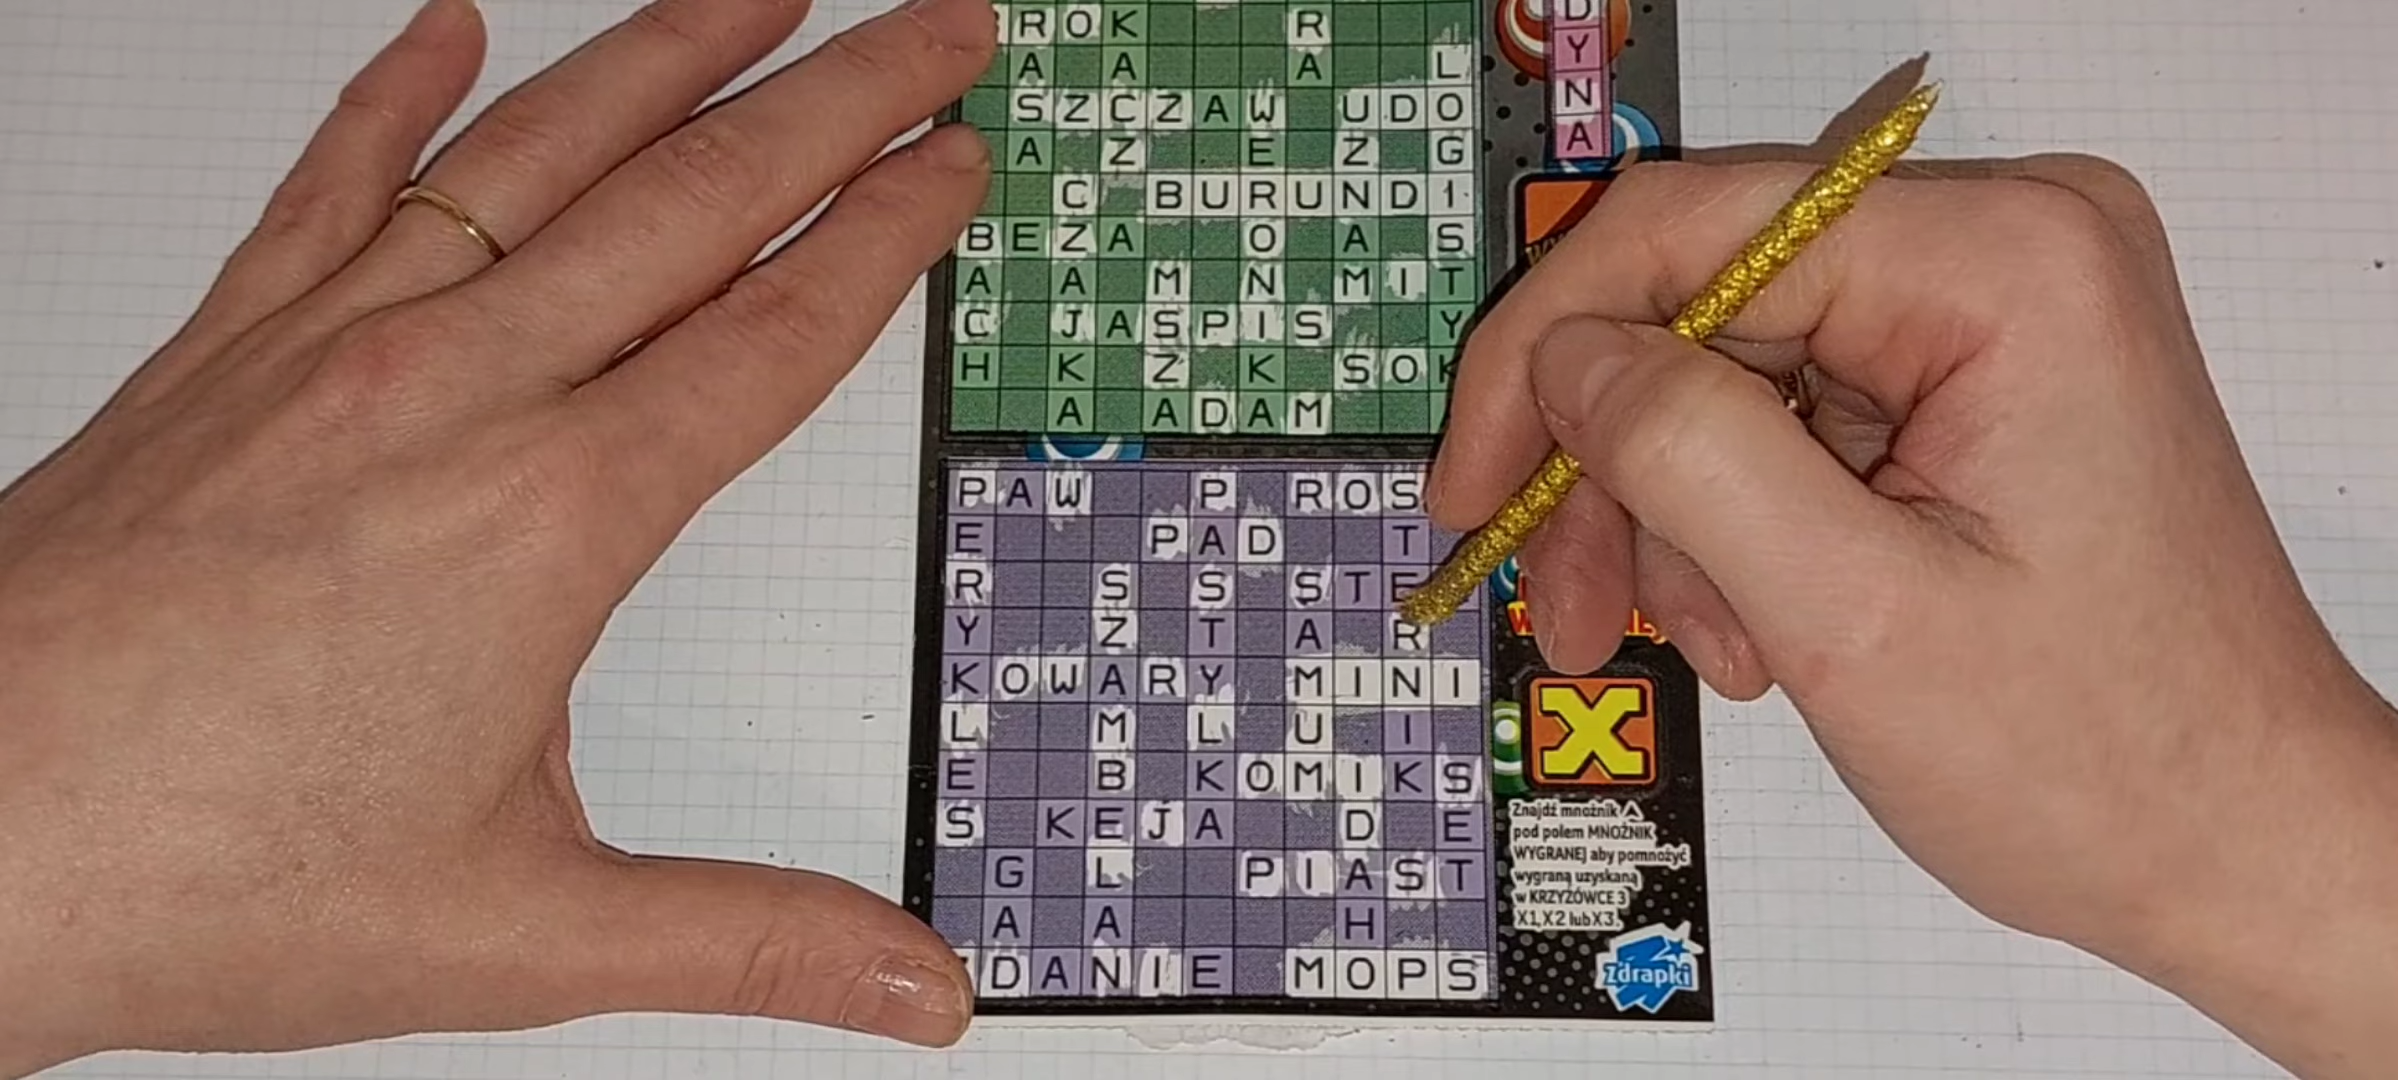 ROK R
A A L
SZCZAW UDO
A Z E Z G
C BURUNDI
BEZA O A S
A A M N MIT
C JASPIS Y
H K Z K SOK
A ADAM
D
Y
N
A
PAW P ROS
E PAD T
R S S STE
Y Z T A R
KOWARY MINI
L M L U I
E B KOMIKS
S KEJA D E
G L PIAST
A A H
DANIE MOPS
X
Znajdź mnożnik
pod polem MNOŻNIK
WYGRANEJ aby pomnożyć
wygraną uzyskaną
w KRZYŻÓWCE 3
X1, X2 lub X3.
Zdrapki